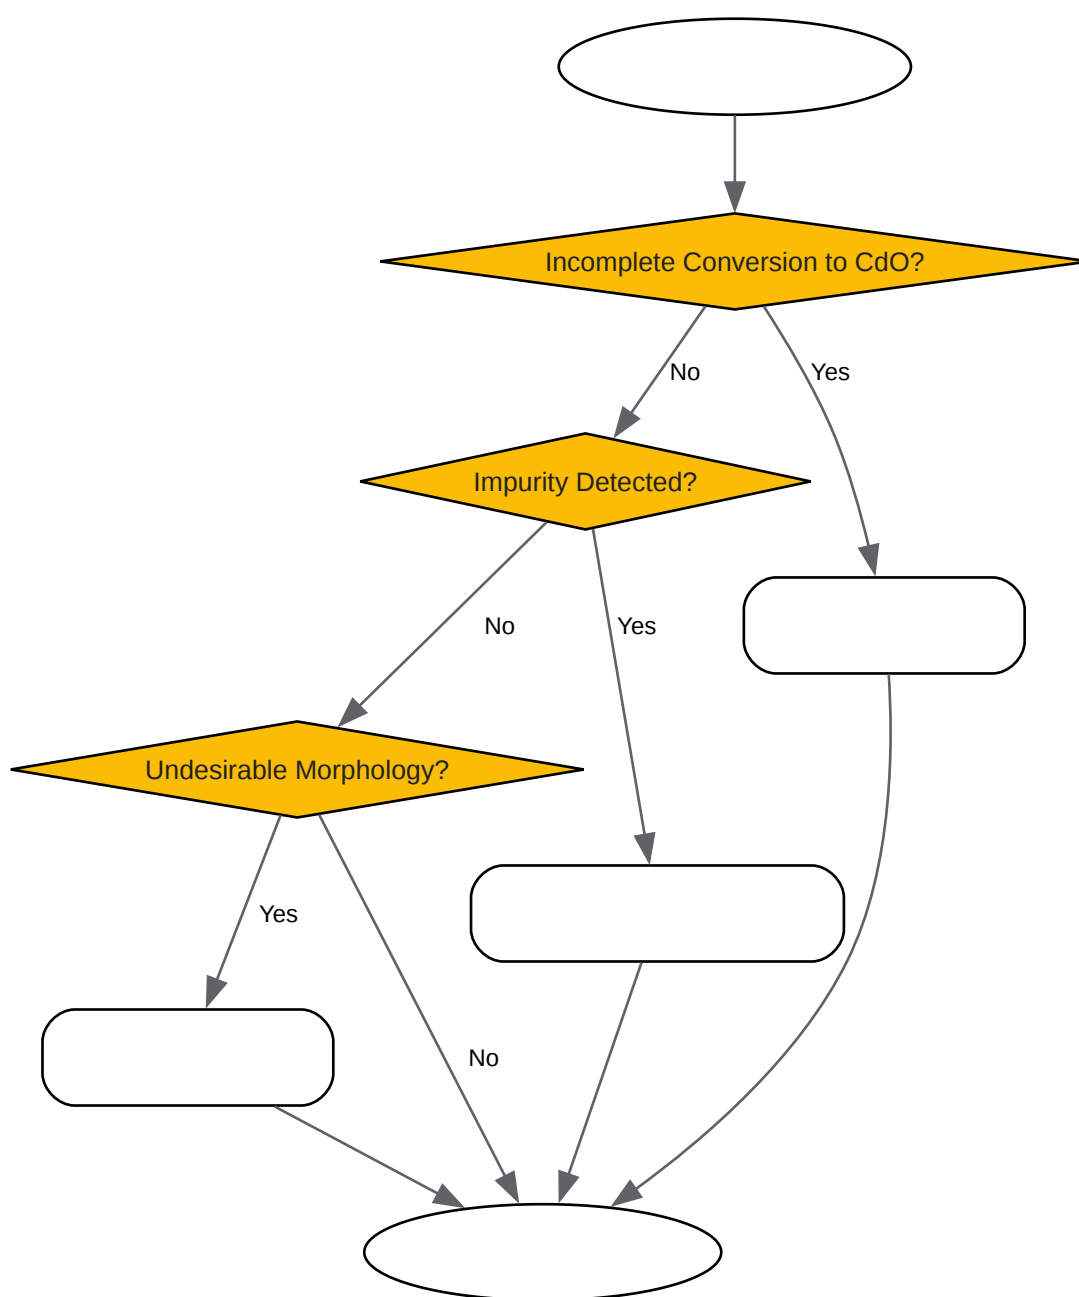 Incomplete Conversion to CdO?
No
Yes
Impurity Detected?
No
Yes
Undesirable Morphology?
Yes
No